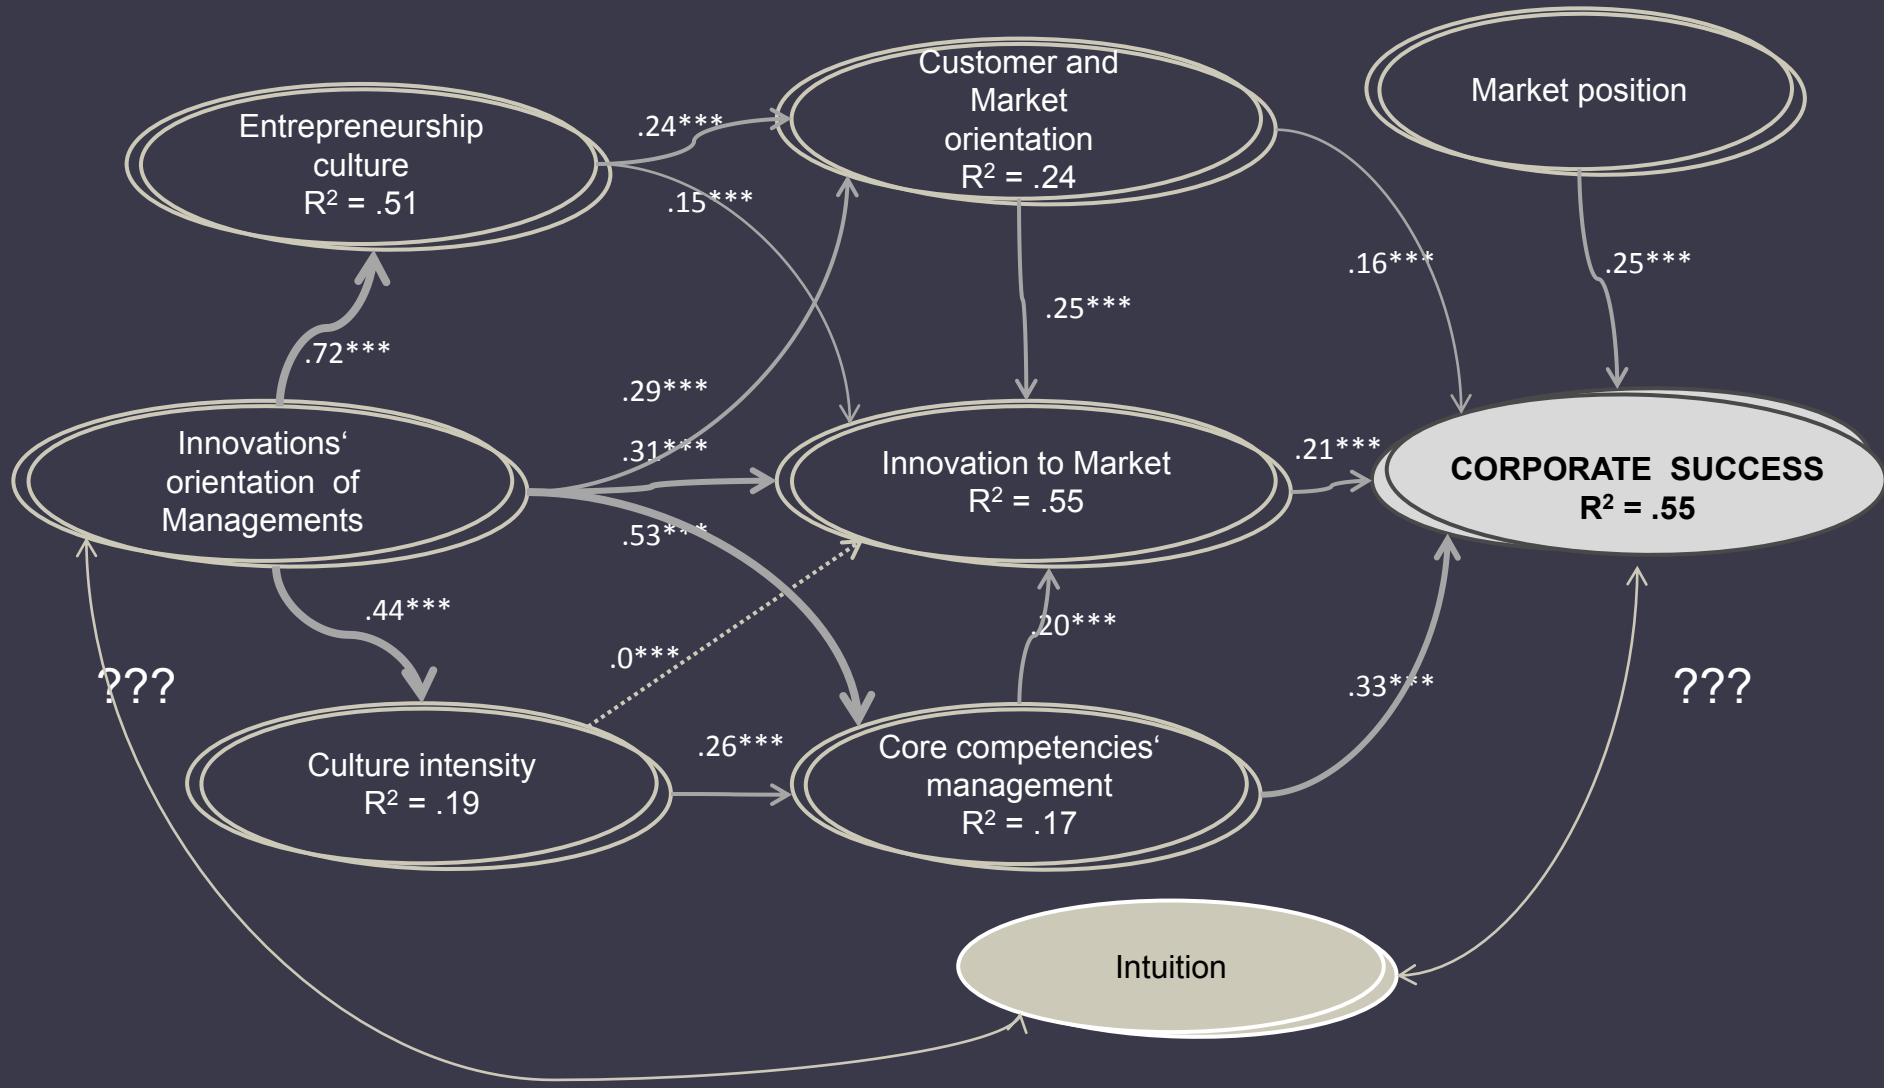 Entrepreneurship
culture
R² = .51
.24***
.15***
Customer and
Market
orientation
R² = .24
Market position
.16***
.25***
.25***
.72***
.29***
.31***
.53***
Innovations‘
orientation of
Managements
Innovation to Market
R² = .55
.21***
CORPORATE SUCCESS
R² = .55
.44***
.0***
.20***
.33***
???
???
Culture intensity
R² = .19
.26***
Core competencies‘
management
R² = .17
Intuition